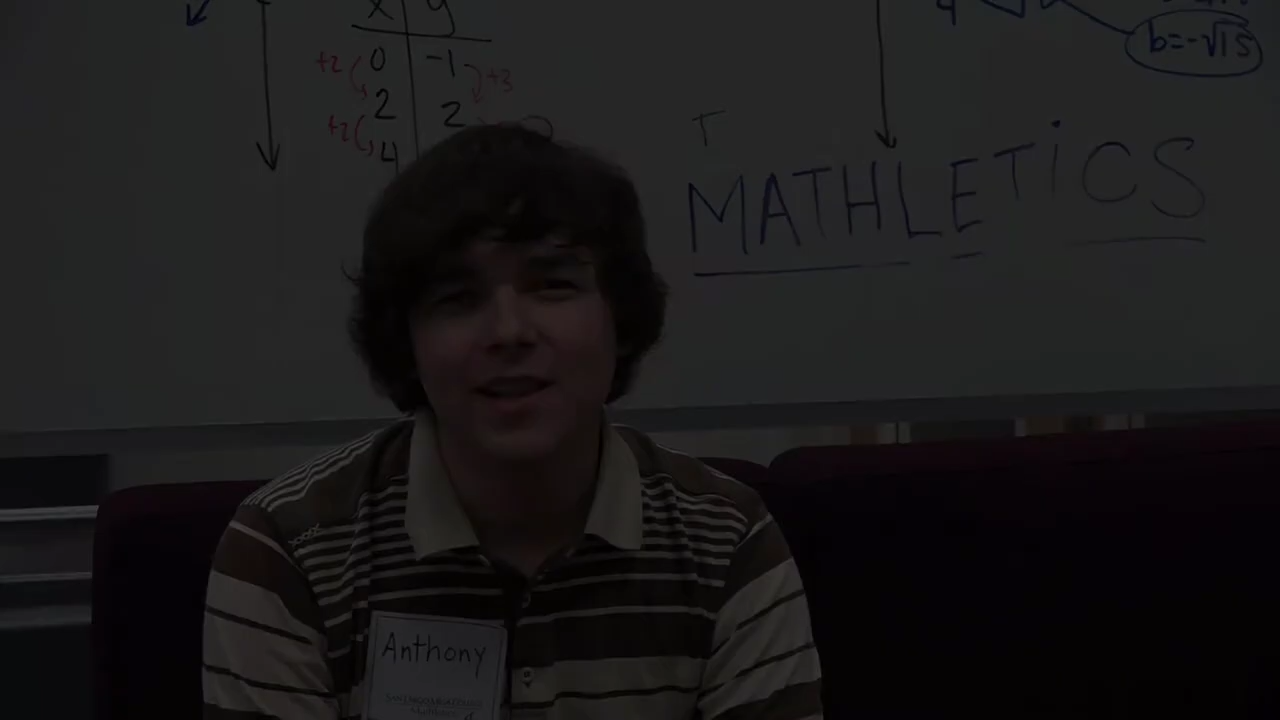 x y
0 -1
+2 +3
2 2
+2
4
b=-√15
T
MATHLETICS
Anthony